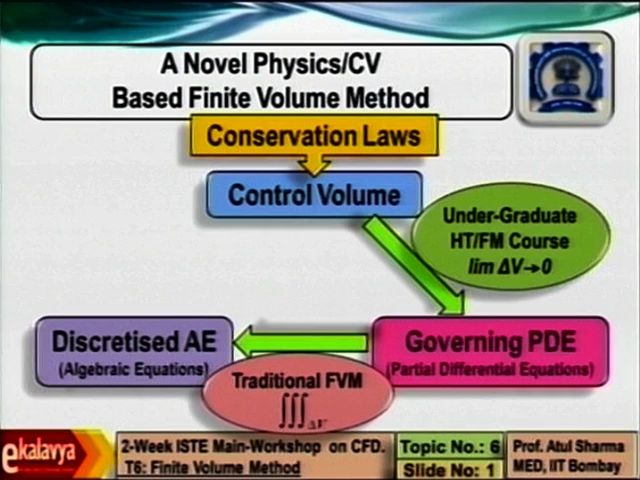 A Novel Physics/CV
Based Finite Volume Method
Conservation Laws
Control Volume
Under-Graduate
HT/FM Course
lim ΔV→0
Discretised AE
(Algebraic Equations)
Governing PDE
(Partial Differential Equations)
Traditional FVM
∭ΔV
ekalavya
2-Week ISTE Main-Workshop on CFD.
T6: Finite Volume Method
Topic No.: 6
Slide No: 1
Prof. Atul Sharma
MED, IIT Bombay